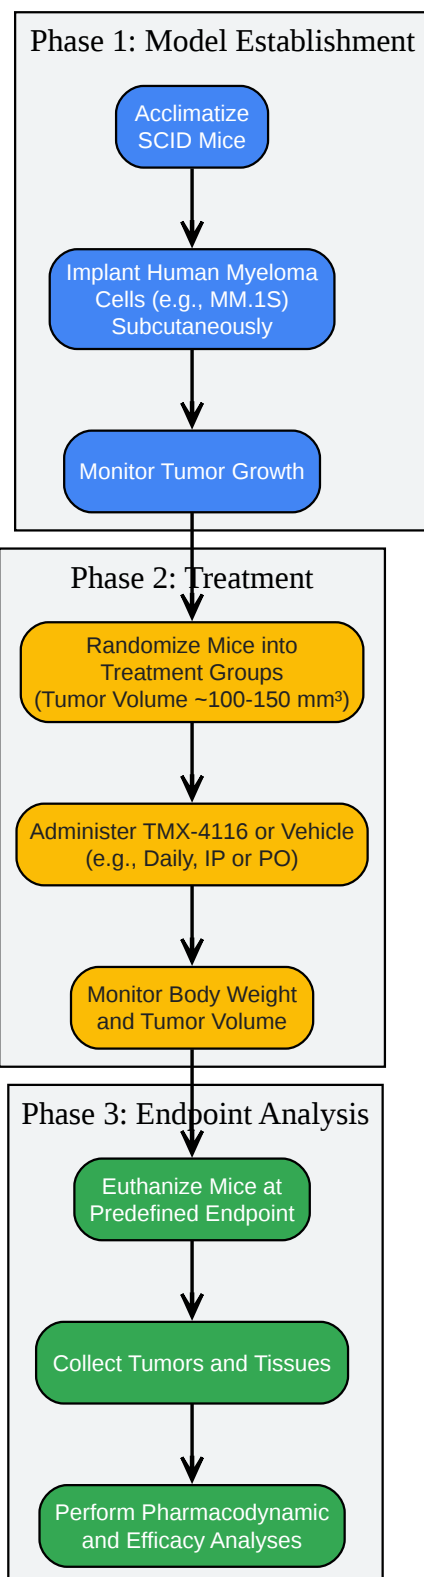 Phase 1: Model Establishment
Acclimatize
SCID Mice
Implant Human Myeloma
Cells (e.g., MM.1S)
Subcutaneously
Monitor Tumor Growth
Phase 2: Treatment
Randomize Mice into
Treatment Groups
(Tumor Volume ~100-150 mm³)
Administer TMX-4116 or Vehicle
(e.g., Daily, IP or PO)
Monitor Body Weight
and Tumor Volume
Phase 3: Endpoint Analysis
Euthanize Mice at
Predefined Endpoint
Collect Tumors and Tissues
Perform Pharmacodynamic
and Efficacy Analyses